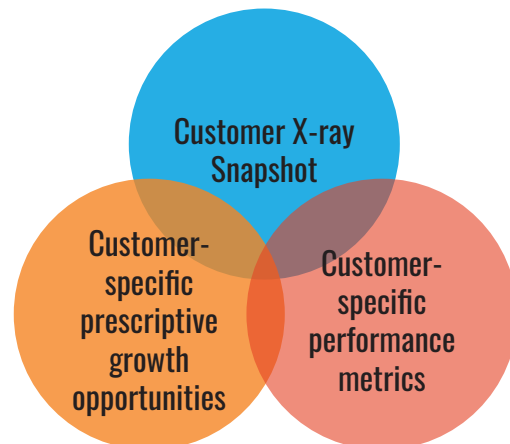 Customer X-ray
Snapshot
Customer-
specific
prescriptive
growth
opportunities
Customer-
specific
performance
metrics